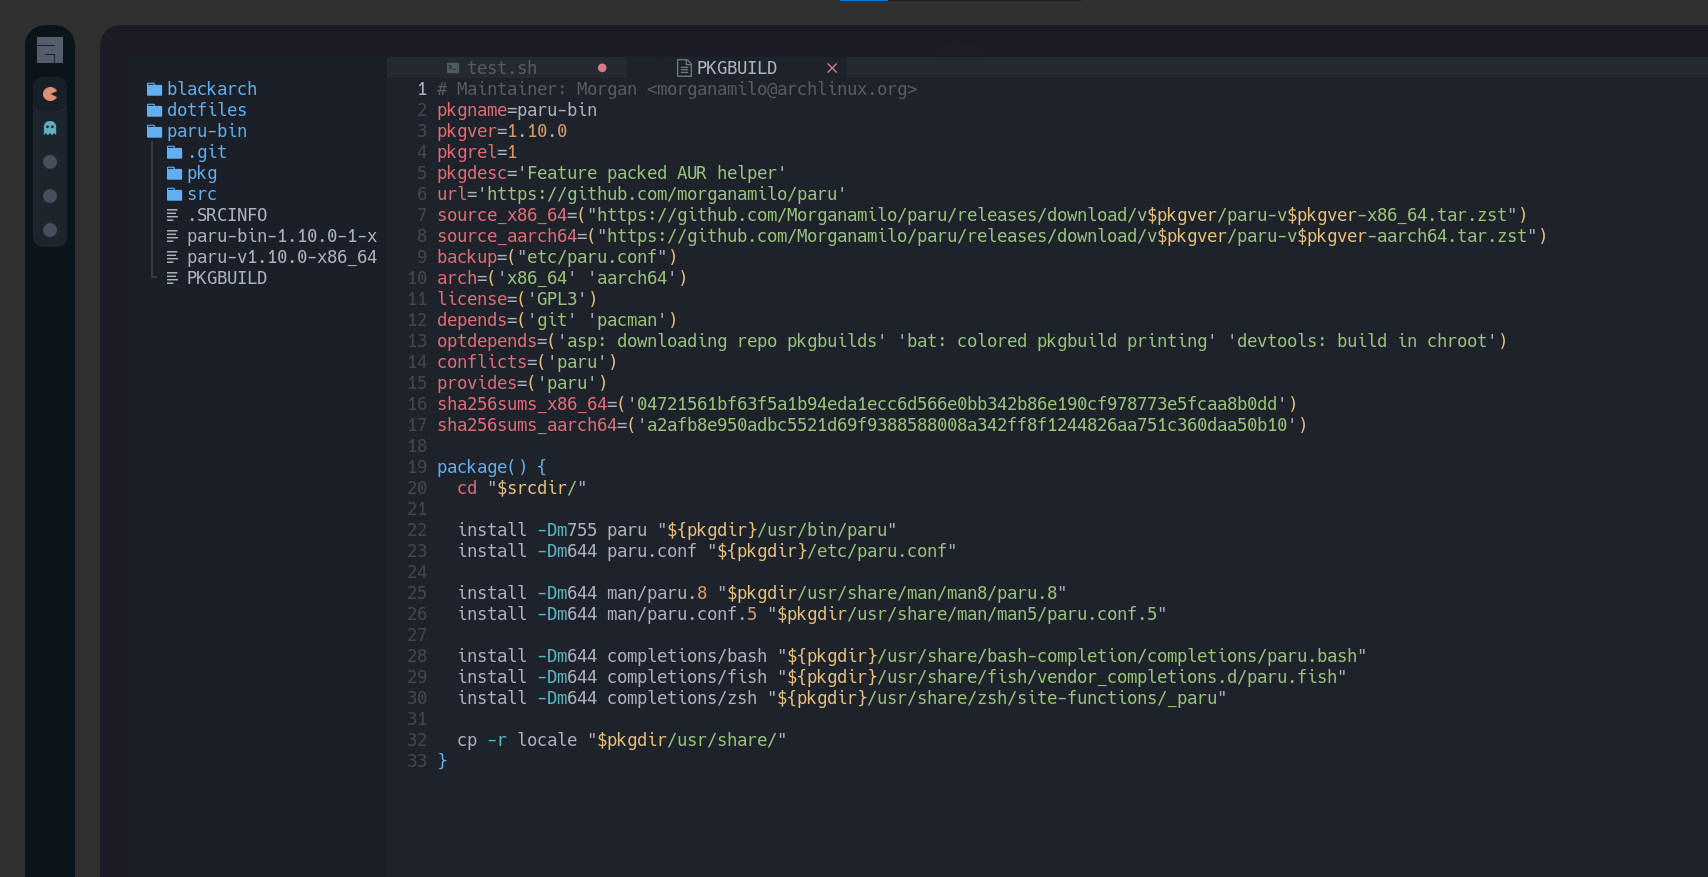 test.sh
PKGBUILD
blackarch
dotfiles
paru-bin
.git
pkg
src
.SRCINFO
paru-bin-1.10.0-1-x
paru-v1.10.0-x86_64
PKGBUILD
1 # Maintainer: Morgan <morganamilo@archlinux.org>
2 pkgname=paru-bin
3 pkgver=1.10.0
4 pkgrel=1
5 pkgdesc='Feature packed AUR helper'
6 url='https://github.com/morganamilo/paru'
7 source_x86_64=("https://github.com/Morganamilo/paru/releases/download/v$pkgver/paru-v$pkgver-x86_64.tar.zst")
8 source_aarch64=("https://github.com/Morganamilo/paru/releases/download/v$pkgver/paru-v$pkgver-aarch64.tar.zst")
9 backup=("etc/paru.conf")
10 arch=('x86_64' 'aarch64')
11 license=('GPL3')
12 depends=('git' 'pacman')
13 optdepends=('asp: downloading repo pkgbuilds' 'bat: colored pkgbuild printing' 'devtools: build in chroot')
14 conflicts=('paru')
15 provides=('paru')
16 sha256sums_x86_64=('04721561bf63f5a1b94eda1ecc6d566e0bb342b86e190cf978773e5fcaa8b0dd')
17 sha256sums_aarch64=('a2afb8e950adbc5521d69f9388588008a342ff8f1244826aa751c360daa50b10')
18
19 package() {
20   cd "$srcdir/"
21
22   install -Dm755 paru "${pkgdir}/usr/bin/paru"
23   install -Dm644 paru.conf "${pkgdir}/etc/paru.conf"
24
25   install -Dm644 man/paru.8 "$pkgdir/usr/share/man/man8/paru.8"
26   install -Dm644 man/paru.conf.5 "$pkgdir/usr/share/man/man5/paru.conf.5"
27
28   install -Dm644 completions/bash "${pkgdir}/usr/share/bash-completion/completions/paru.bash"
29   install -Dm644 completions/fish "${pkgdir}/usr/share/fish/vendor_completions.d/paru.fish"
30   install -Dm644 completions/zsh "${pkgdir}/usr/share/zsh/site-functions/_paru"
31
32   cp -r locale "$pkgdir/usr/share/"
33 }